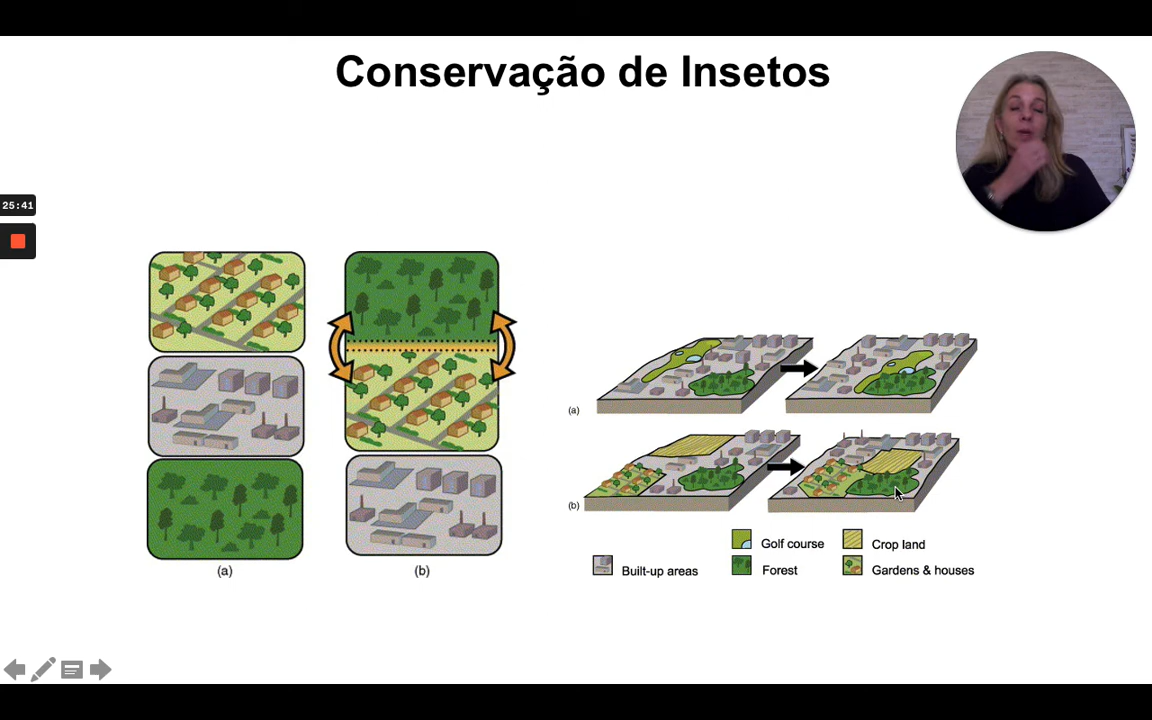 Conservação de Insetos
25:41
(a)
(b)
(a)
(b)
Golf course
Crop land
Built-up areas
Forest
Gardens & houses